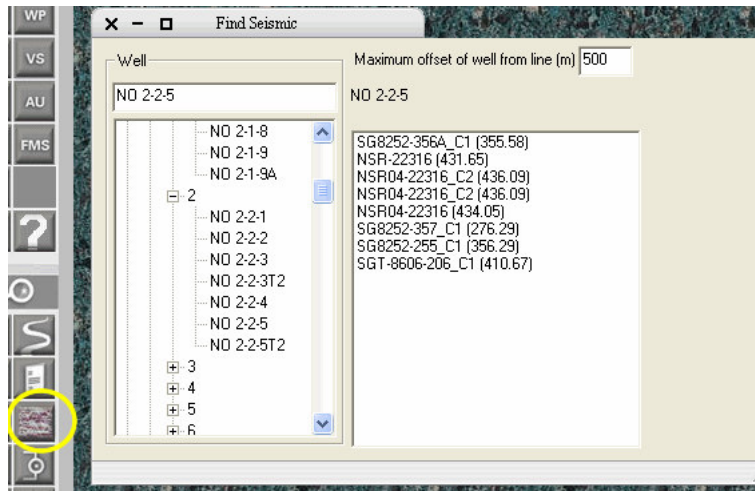 WP
VS
AU
FMS
?
Find Seismic
Well
NO 2-2-5
NO 2-1-8
NO 2-1-9
NO 2-1-9A
2
NO 2-2-1
NO 2-2-2
NO 2-2-3
NO 2-2-3T2
NO 2-2-4
NO 2-2-5
NO 2-2-5T2
3
4
5
6
Maximum offset of well from line (m) 500
NO 2-2-5
SG8252-356A_C1 (355.58)
NSR-22316 (431.65)
NSR04-22316_C2 (436.09)
NSR04-22316_C2 (436.09)
NSR04-22316 (434.05)
SG8252-357_C1 (276.29)
SG8252-255_C1 (356.29)
SGT-8606-206_C1 (410.67)